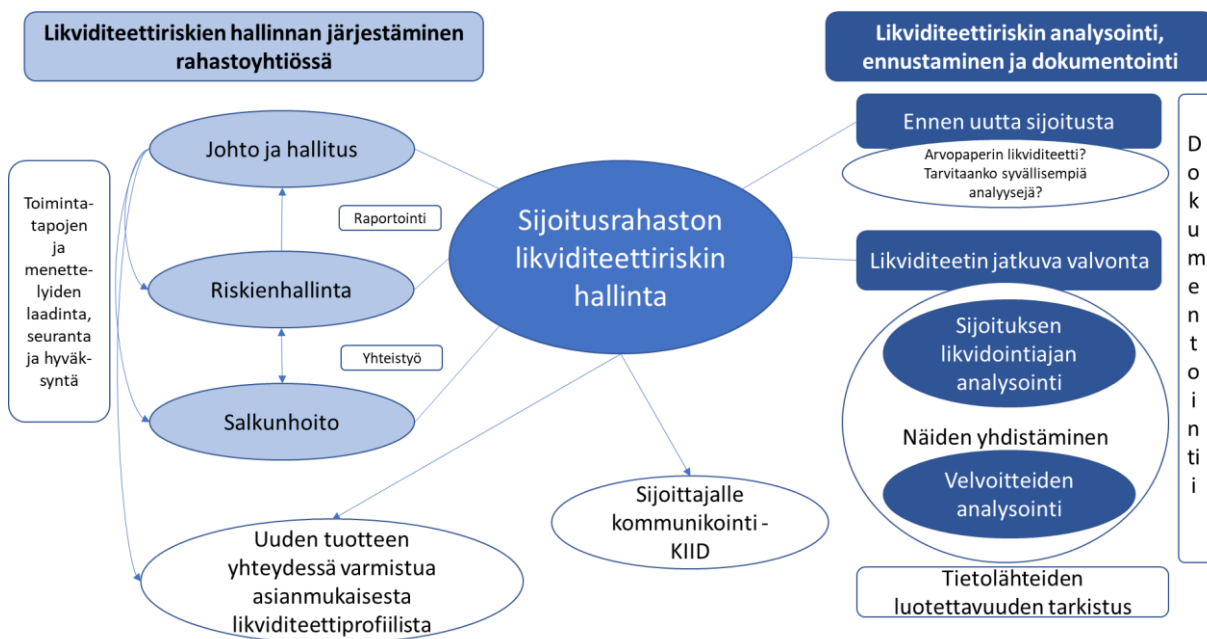 Likviditeettiriskien hallinnan järjestäminen
rahastoyhtiössä
Likviditeettiriskin analysointi,
ennustaminen ja dokumentointi
Johto ja hallitus
Raportointi
Riskienhallinta
Yhteistyö
Salkunhoito
Toiminta-
tapojen
ja
menette-
lyiden
laadinta,
seuranta
ja hyväk-
syntä
Sijoitusrahaston
likviditeettiriskin
hallinta
Uuden tuotteen
yhteydessä varmistua
asianmukaisesta
likviditeettiprofiilista
Sijoittajalle
kommunikointi -
KIID
Ennen uutta sijoitusta
Arvopaperin likviditeetti?
Tarvitaanko syvällisempiä
analyysejä?
Likviditeetin jatkuva valvonta
Sijoituksen
likvidointiajan
analysointi
Näiden yhdistäminen
Velvoitteiden
analysointi
Tietolähteiden
luotettavuuden tarkistus
D
o
k
u
m
e
n
t
o
i
n
ti
i